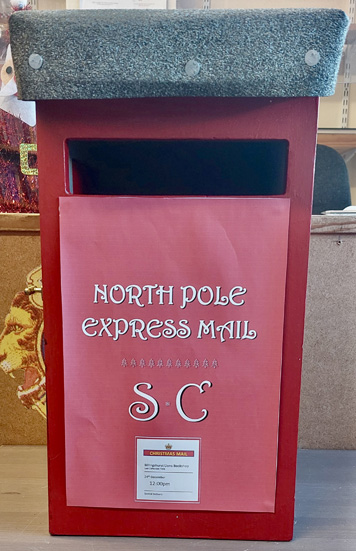 NORTH POLE
EXPRESS MAIL
S C
CHRISTMAS MAIL
12:00pm